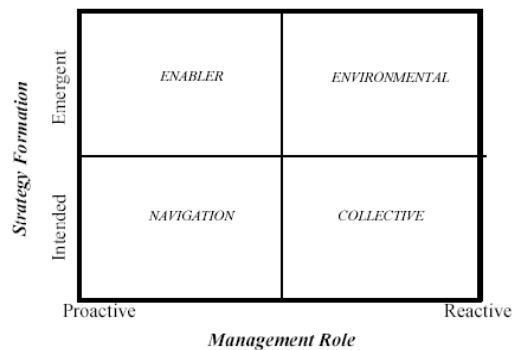 Strategy Formation
Emergent
Intended
ENABLER
ENVIRONMENTAL
NAVIGATION
COLLECTIVE
Proactive
Reactive
Management Role